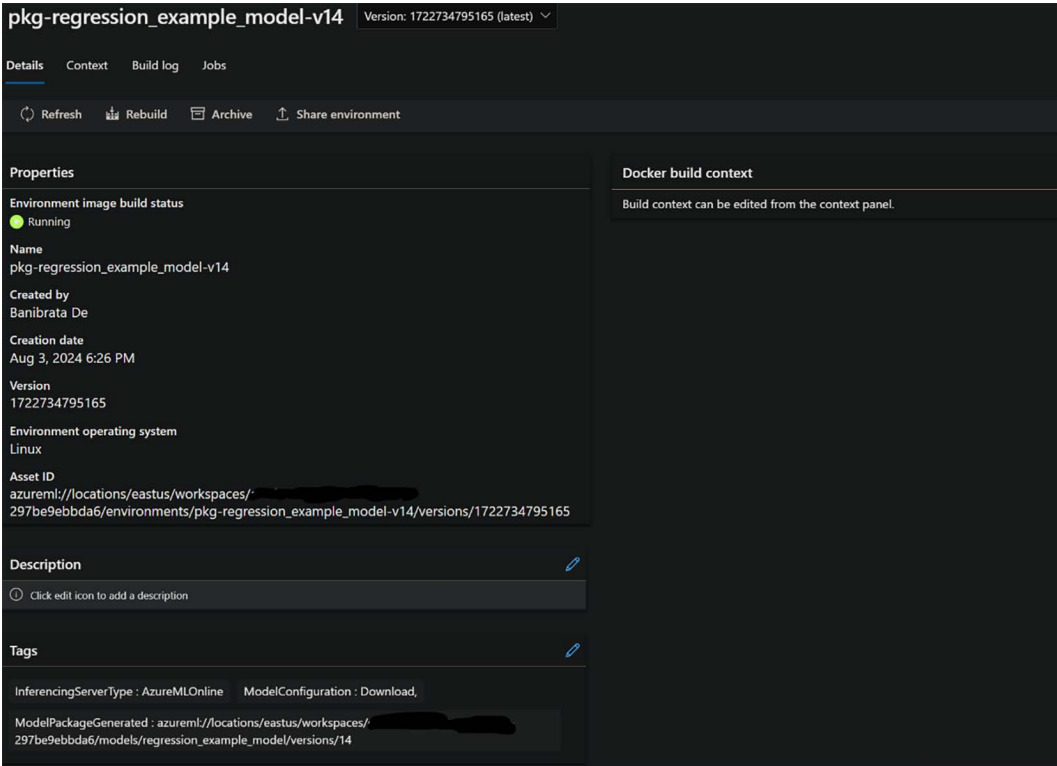 pkg-regression_example_model-v14
Version: 1722734795165 (latest)
Details Context Build log Jobs
Refresh Rebuild Archive Share environment
Properties
Environment image build status
Running
Name
pkg-regression_example_model-v14
Created by
Banibrata De
Creation date
Aug 3, 2024 6:26 PM
Version
1722734795165
Environment operating system
Linux
Asset ID
azureml://locations/eastus/workspaces/
297be9ebbda6/environments/pkg-regression_example_model-v14/versions/1722734795165
Docker build context
Build context can be edited from the context panel.
Description
Click edit icon to add a description
Tags
InferencingServerType : AzureMLOnline
ModelConfiguration : Download,
ModelPackageGenerated : azureml://locations/eastus/workspaces/
297be9ebbda6/models/regression_example_model/versions/14